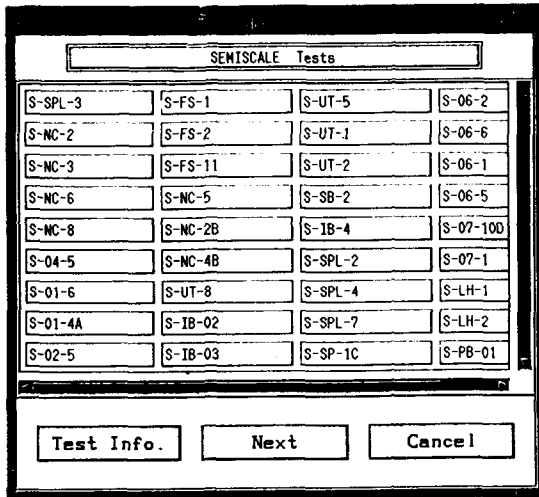 SEMISCALE Tests
S-SPL-3 S-FS-1 S-UT-5 S-06-2
S-NC-2 S-FS-2 S-UT-1 S-06-6
S-NC-3 S-FS-11 S-UT-2 S-06-1
S-NC-6 S-NC-5 S-SB-2 S-06-5
S-NC-8 S-NC-2B S-IB-4 S-07-10D
S-04-5 S-NC-4B S-SPL-2 S-07-1
S-01-6 S-UT-8 S-SPL-4 S-LH-1
S-01-4A S-IB-02 S-SPL-7 S-LH-2
S-02-5 S-IB-03 S-SP-1C S-PB-01
Test Info. Next Cancel